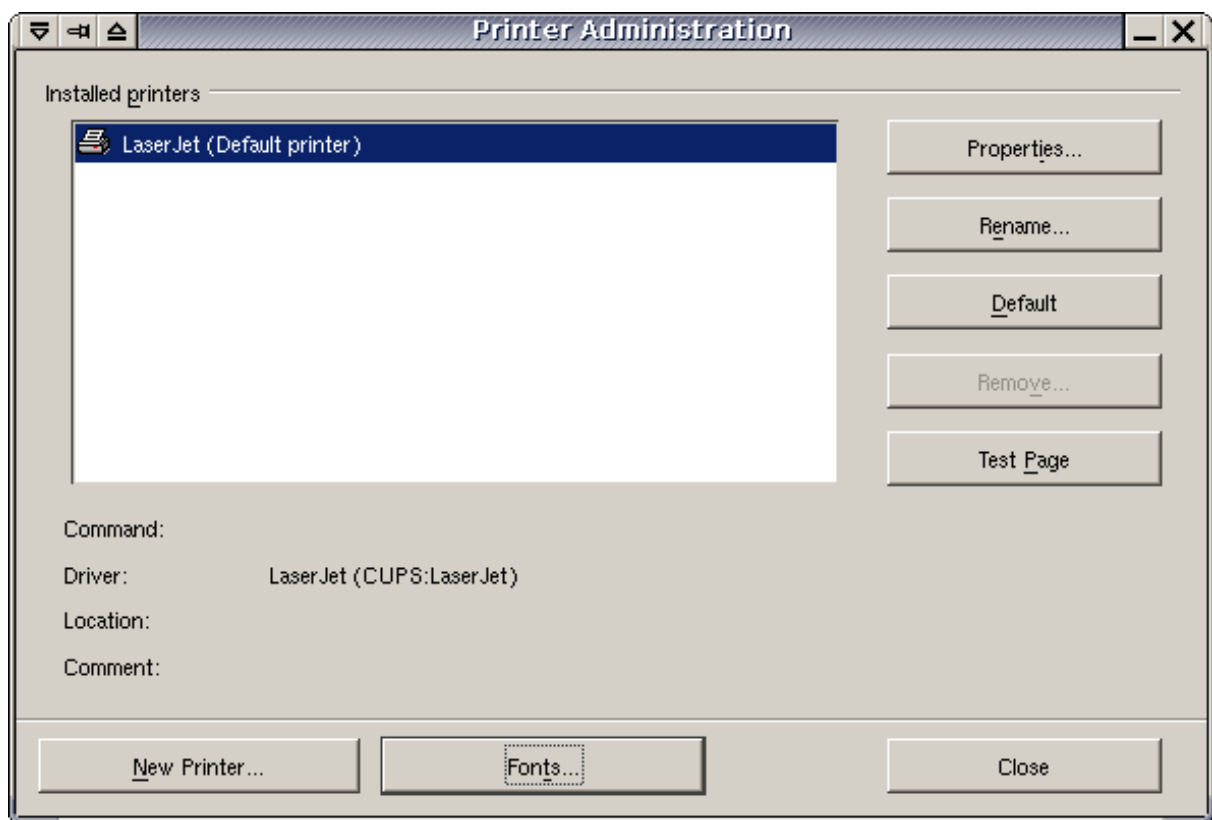 Printer Administration
Installed printers
LaserJet (Default printer)
Properties...
Rename...
Default
Remove...
Test Page
Command:
Driver: LaserJet (CUPS:LaserJet)
Location:
Comment:
New Printer... Fonts... Close